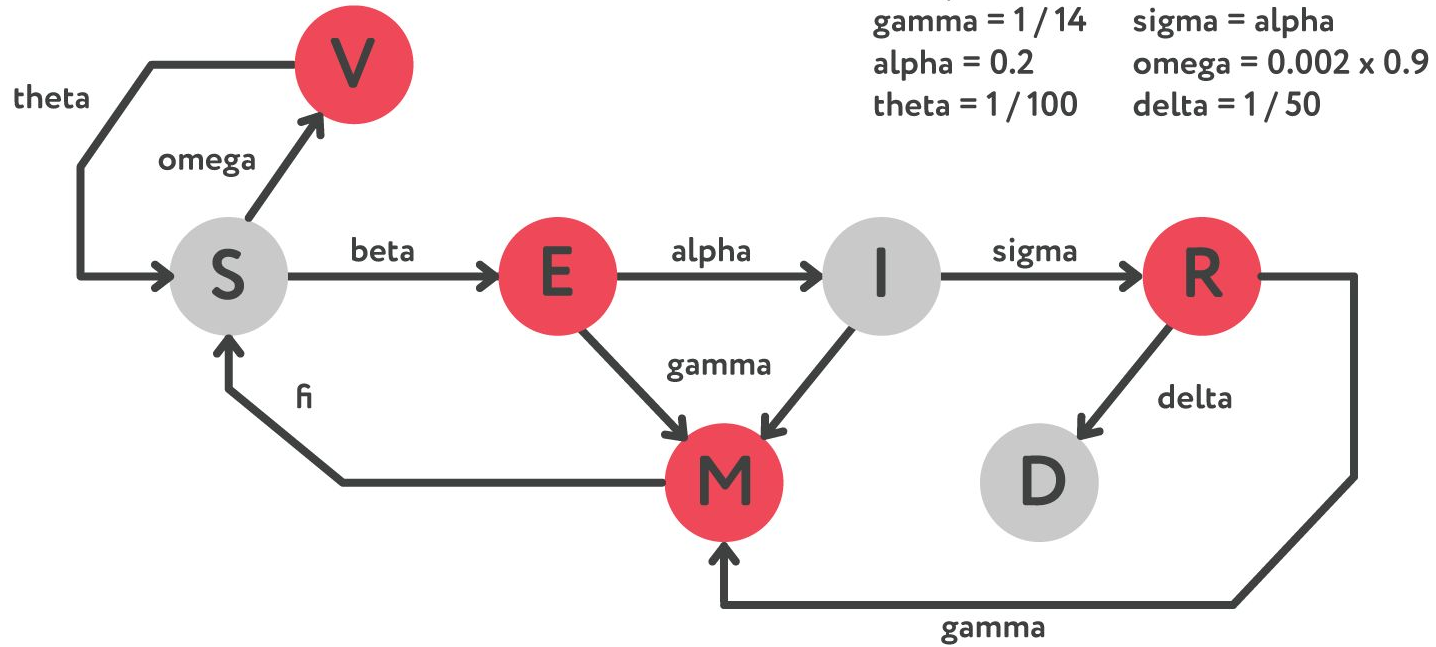 gamma = 1 / 14 sigma = alpha
alpha = 0.2 omega = 0.002 x 0.9
theta = 1 / 100 delta = 1 / 50
V
theta
omega
S beta E alpha I sigma R
gamma
fi delta
M D
gamma